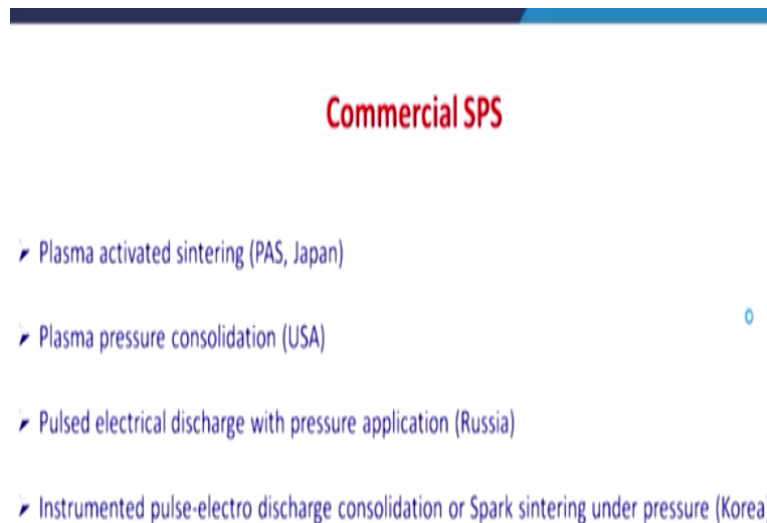 Commercial SPS
➤ Plasma activated sintering (PAS, Japan)
➤ Plasma pressure consolidation (USA)
➤ Pulsed electrical discharge with pressure application (Russia)
➤ Instrumented pulse-electro discharge consolidation or Spark sintering under pressure (Korea